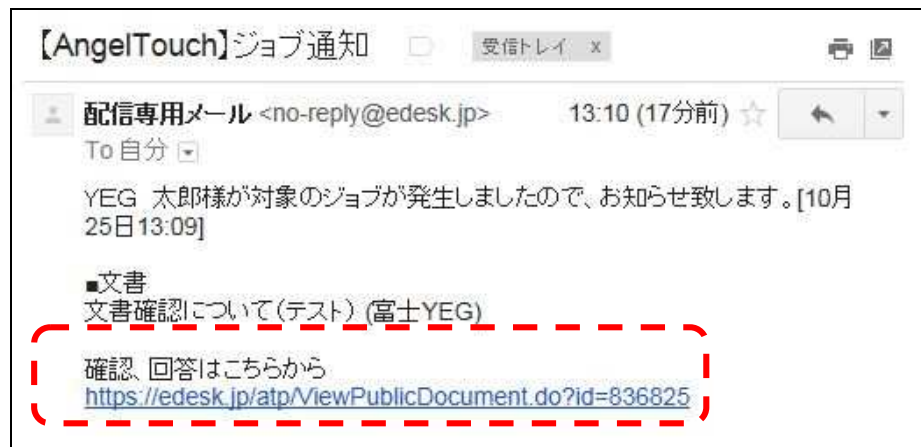 【AngelTouch】ジョブ通知 受信トレイ x
配信専用メール <no-reply@edesk.jp> 13:10 (17分前)
To 自分
YEG 太郎様が対象のジョブが発生しましたので、お知らせ致します。[10月
25日13:09]
■文書
文書確認について(テスト) (富士YEG)
確認、回答はこちらから
https://edesk.jp/atp/ViewPublicDocument.do?id=836825